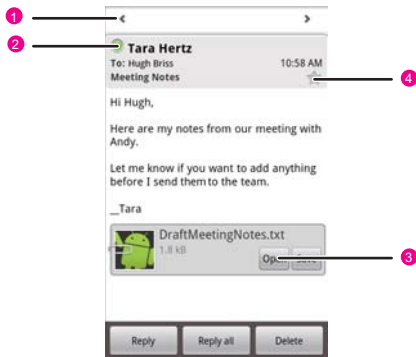 1
2
Tara Hertz
To: Hugh Briss 10:58 AM
Meeting Notes
4
Hi Hugh,
Here are my notes from our meeting with
Andy.
Let me know if you want to add anything
before I send them to the team.
_Tara
DraftMeetingNotes.txt
1.8 kB
Open Save
3
Reply Reply all Delete